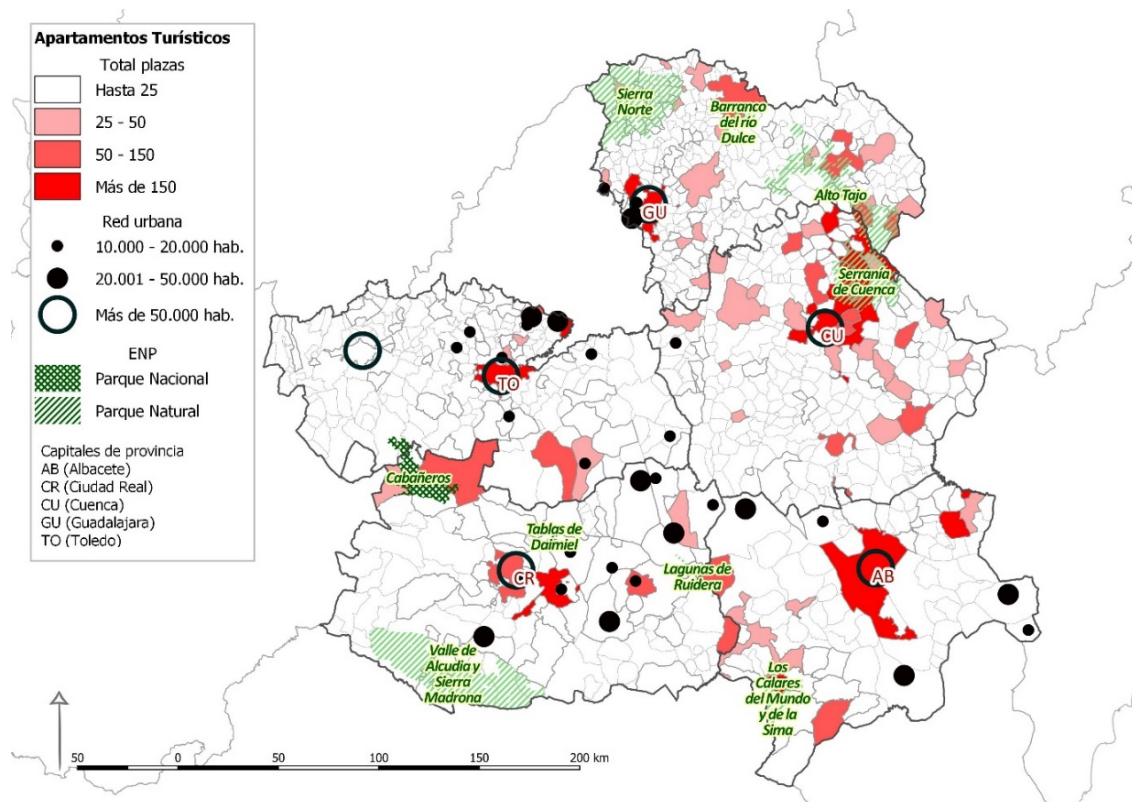 Apartamentos Turísticos
Total plazas
Hasta 25
25 - 50
50 - 150
Más de 150
Red urbana
10.000 - 20.000 hab.
20.001 - 50.000 hab.
Más de 50.000 hab.
ENP
Parque Nacional
Parque Natural
Capitales de provincia
AB (Albacete)
CR (Ciudad Real)
CU (Cuenca)
GU (Guadalajara)
TO (Toledo)
Sierra
Norte
Barranco
del río
Dulce
Alto Tajo
GU
Serranía
de Cuenca
CU
TO
Cabañeros
Tablas de
Daimiel
Lagunas de
Ruidera
CR
AB
Valle de
Alcudia y
Sierra
Madrona
Los
Calares
del Mundo
y de la
Sima
50 0 50 100 150 200 km